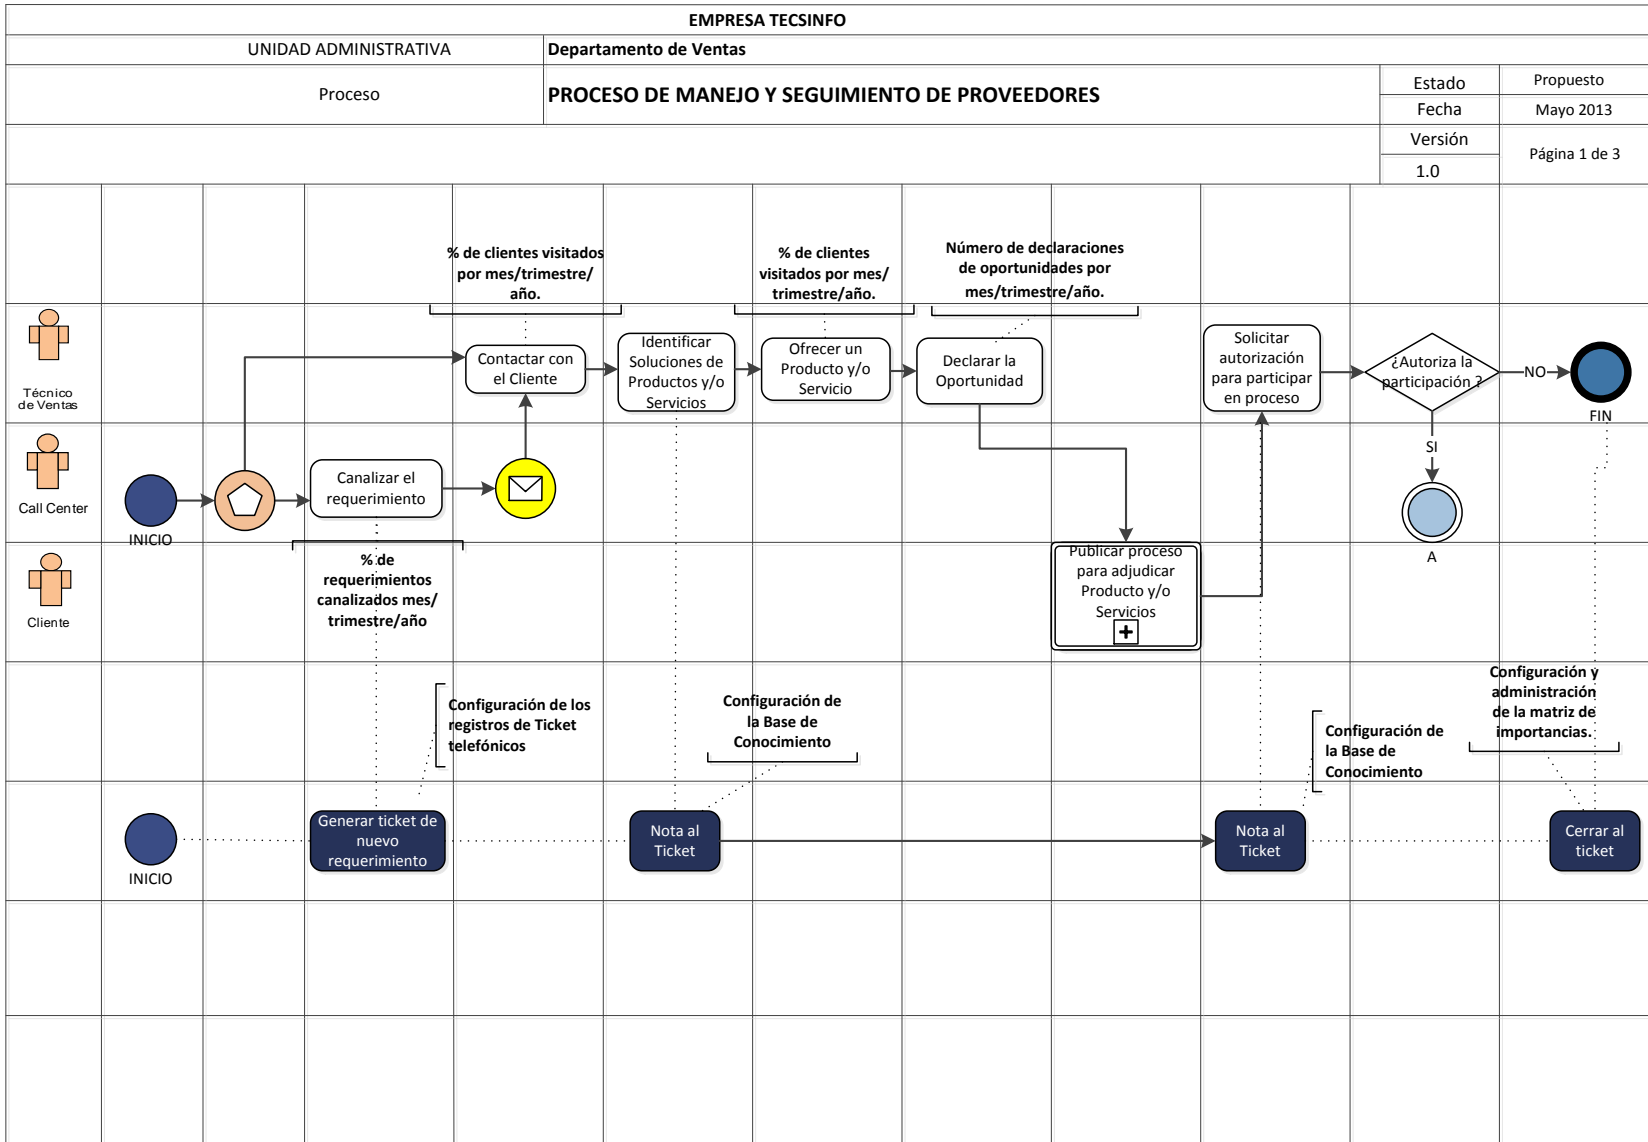 EMPRESA TECSINFO
UNIDAD ADMINISTRATIVA
Departamento de Ventas
Proceso
PROCESO DE MANEJO Y SEGUIMIENTO DE PROVEEDORES
Estado
Propuesto
Fecha
Mayo 2013
Versión
1.0
Página 1 de 3
% de clientes visitados
por mes/trimestre/
año.
% de clientes
visitados por mes/
trimestre/año.
Número de declaraciones
de oportunidades por
mes/trimestre/año.
Técnico
de Ventas
Contactar con
el Cliente
Identificar
Soluciones de
Productos y/o
Servicios
Ofrecer un
Producto y/o
Servicio
Declarar la
Oportunidad
Solicitar
autorización
para participar
en proceso
¿Autoriza la
participación ?
NO
FIN
SI
A
Call Center
INICIO
Canalizar el
requerimiento
% de
requerimientos
canalizados mes/
trimestre/año
Cliente
Publicar proceso
para adjudicar
Producto y/o
Servicios
Configuración de los
registros de Ticket
telefónicos
Configuración de
la Base de
Conocimiento
Configuración de
la Base de
Conocimiento
Configuración y
administración
de la matriz de
importancias.
INICIO
Generar ticket de
nuevo
requerimiento
Nota al
Ticket
Nota al
Ticket
Cerrar al
ticket